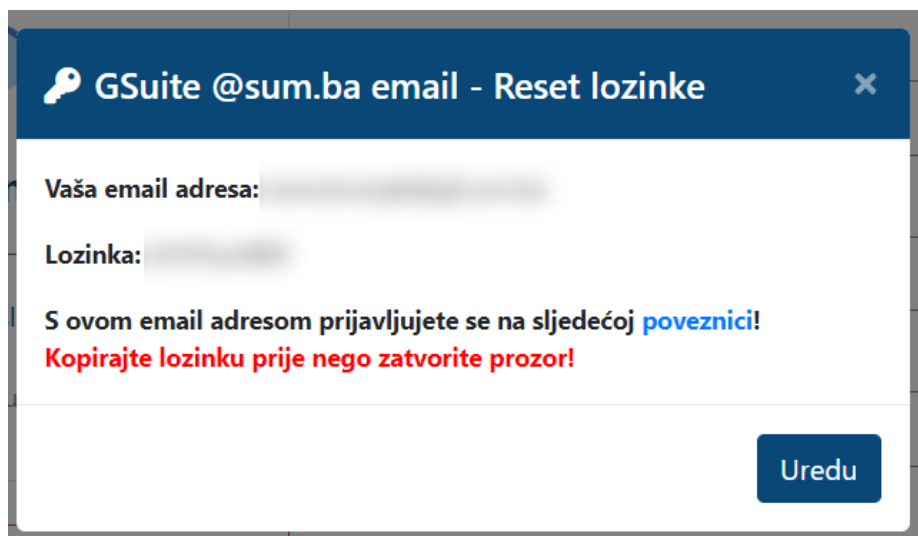 GSuite @sum.ba email - Reset lozinke ×
Vaša email adresa:
Lozinka:
S ovom email adresom prijavljujete se na sljedećoj poveznici!
Kopirajte lozinku prije nego zatvorite prozor!
Uredu